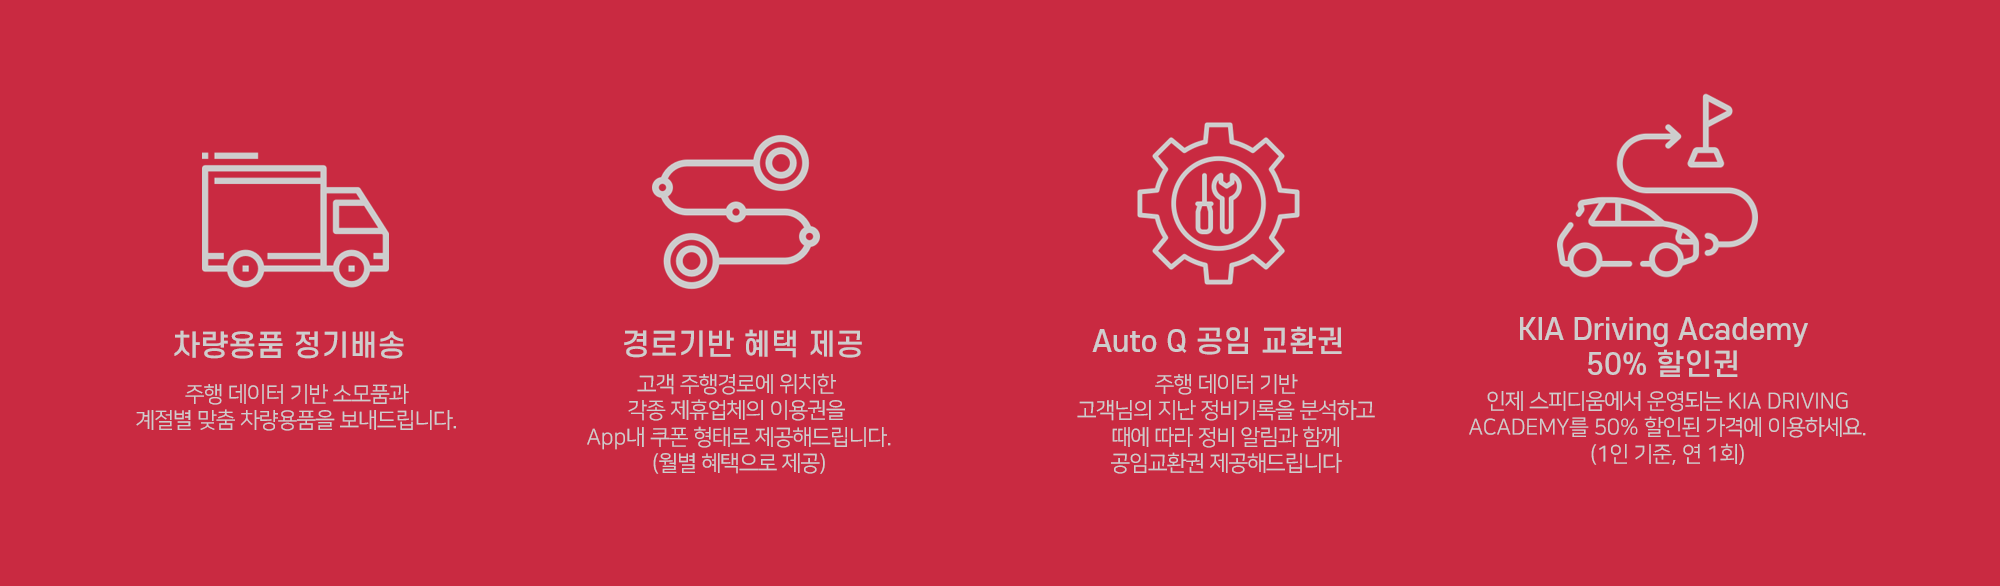 차량용품 정기배송
주행 데이터 기반 소모품과
계절별 맞춤 차량용품을 보내드립니다.
경로기반 혜택 제공
고객 주행경로에 위치한
각종 제휴업체의 이용권을
App내 쿠폰 형태로 제공해드립니다.
(월별 혜택으로 제공)
Auto Q 공임 교환권
주행 데이터 기반
고객님의 지난 정비기록을 분석하고
때에 따라 정비 알림과 함께
공임교환권 제공해드립니다
KIA Driving Academy
50% 할인권
인제 스피디움에서 운영되는 KIA DRIVING
ACADEMY를 50% 할인된 가격에 이용하세요.
(1인 기준, 연 1회)